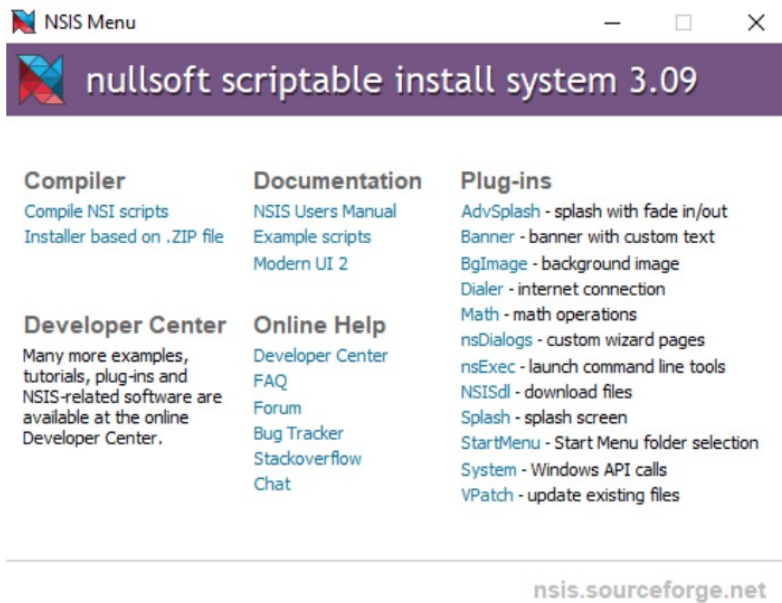 NSIS Menu
nullsoft scriptable install system 3.09
Compiler
Compile NSI scripts
Installer based on .ZIP file
Documentation
NSIS Users Manual
Example scripts
Modern UI 2
Plug-ins
AdvSplash - splash with fade in/out
Banner - banner with custom text
BgImage - background image
Dialer - internet connection
Math - math operations
nsDialogs - custom wizard pages
nsExec - launch command line tools
NSISdl - download files
Splash - splash screen
StartMenu - Start Menu folder selection
System - Windows API calls
VPatch - update existing files
Developer Center
Many more examples,
tutorials, plug-ins and
NSIS-related software are
available at the online
Developer Center.
Online Help
Developer Center
FAQ
Forum
Bug Tracker
Stackoverflow
Chat
nsis.sourceforge.net